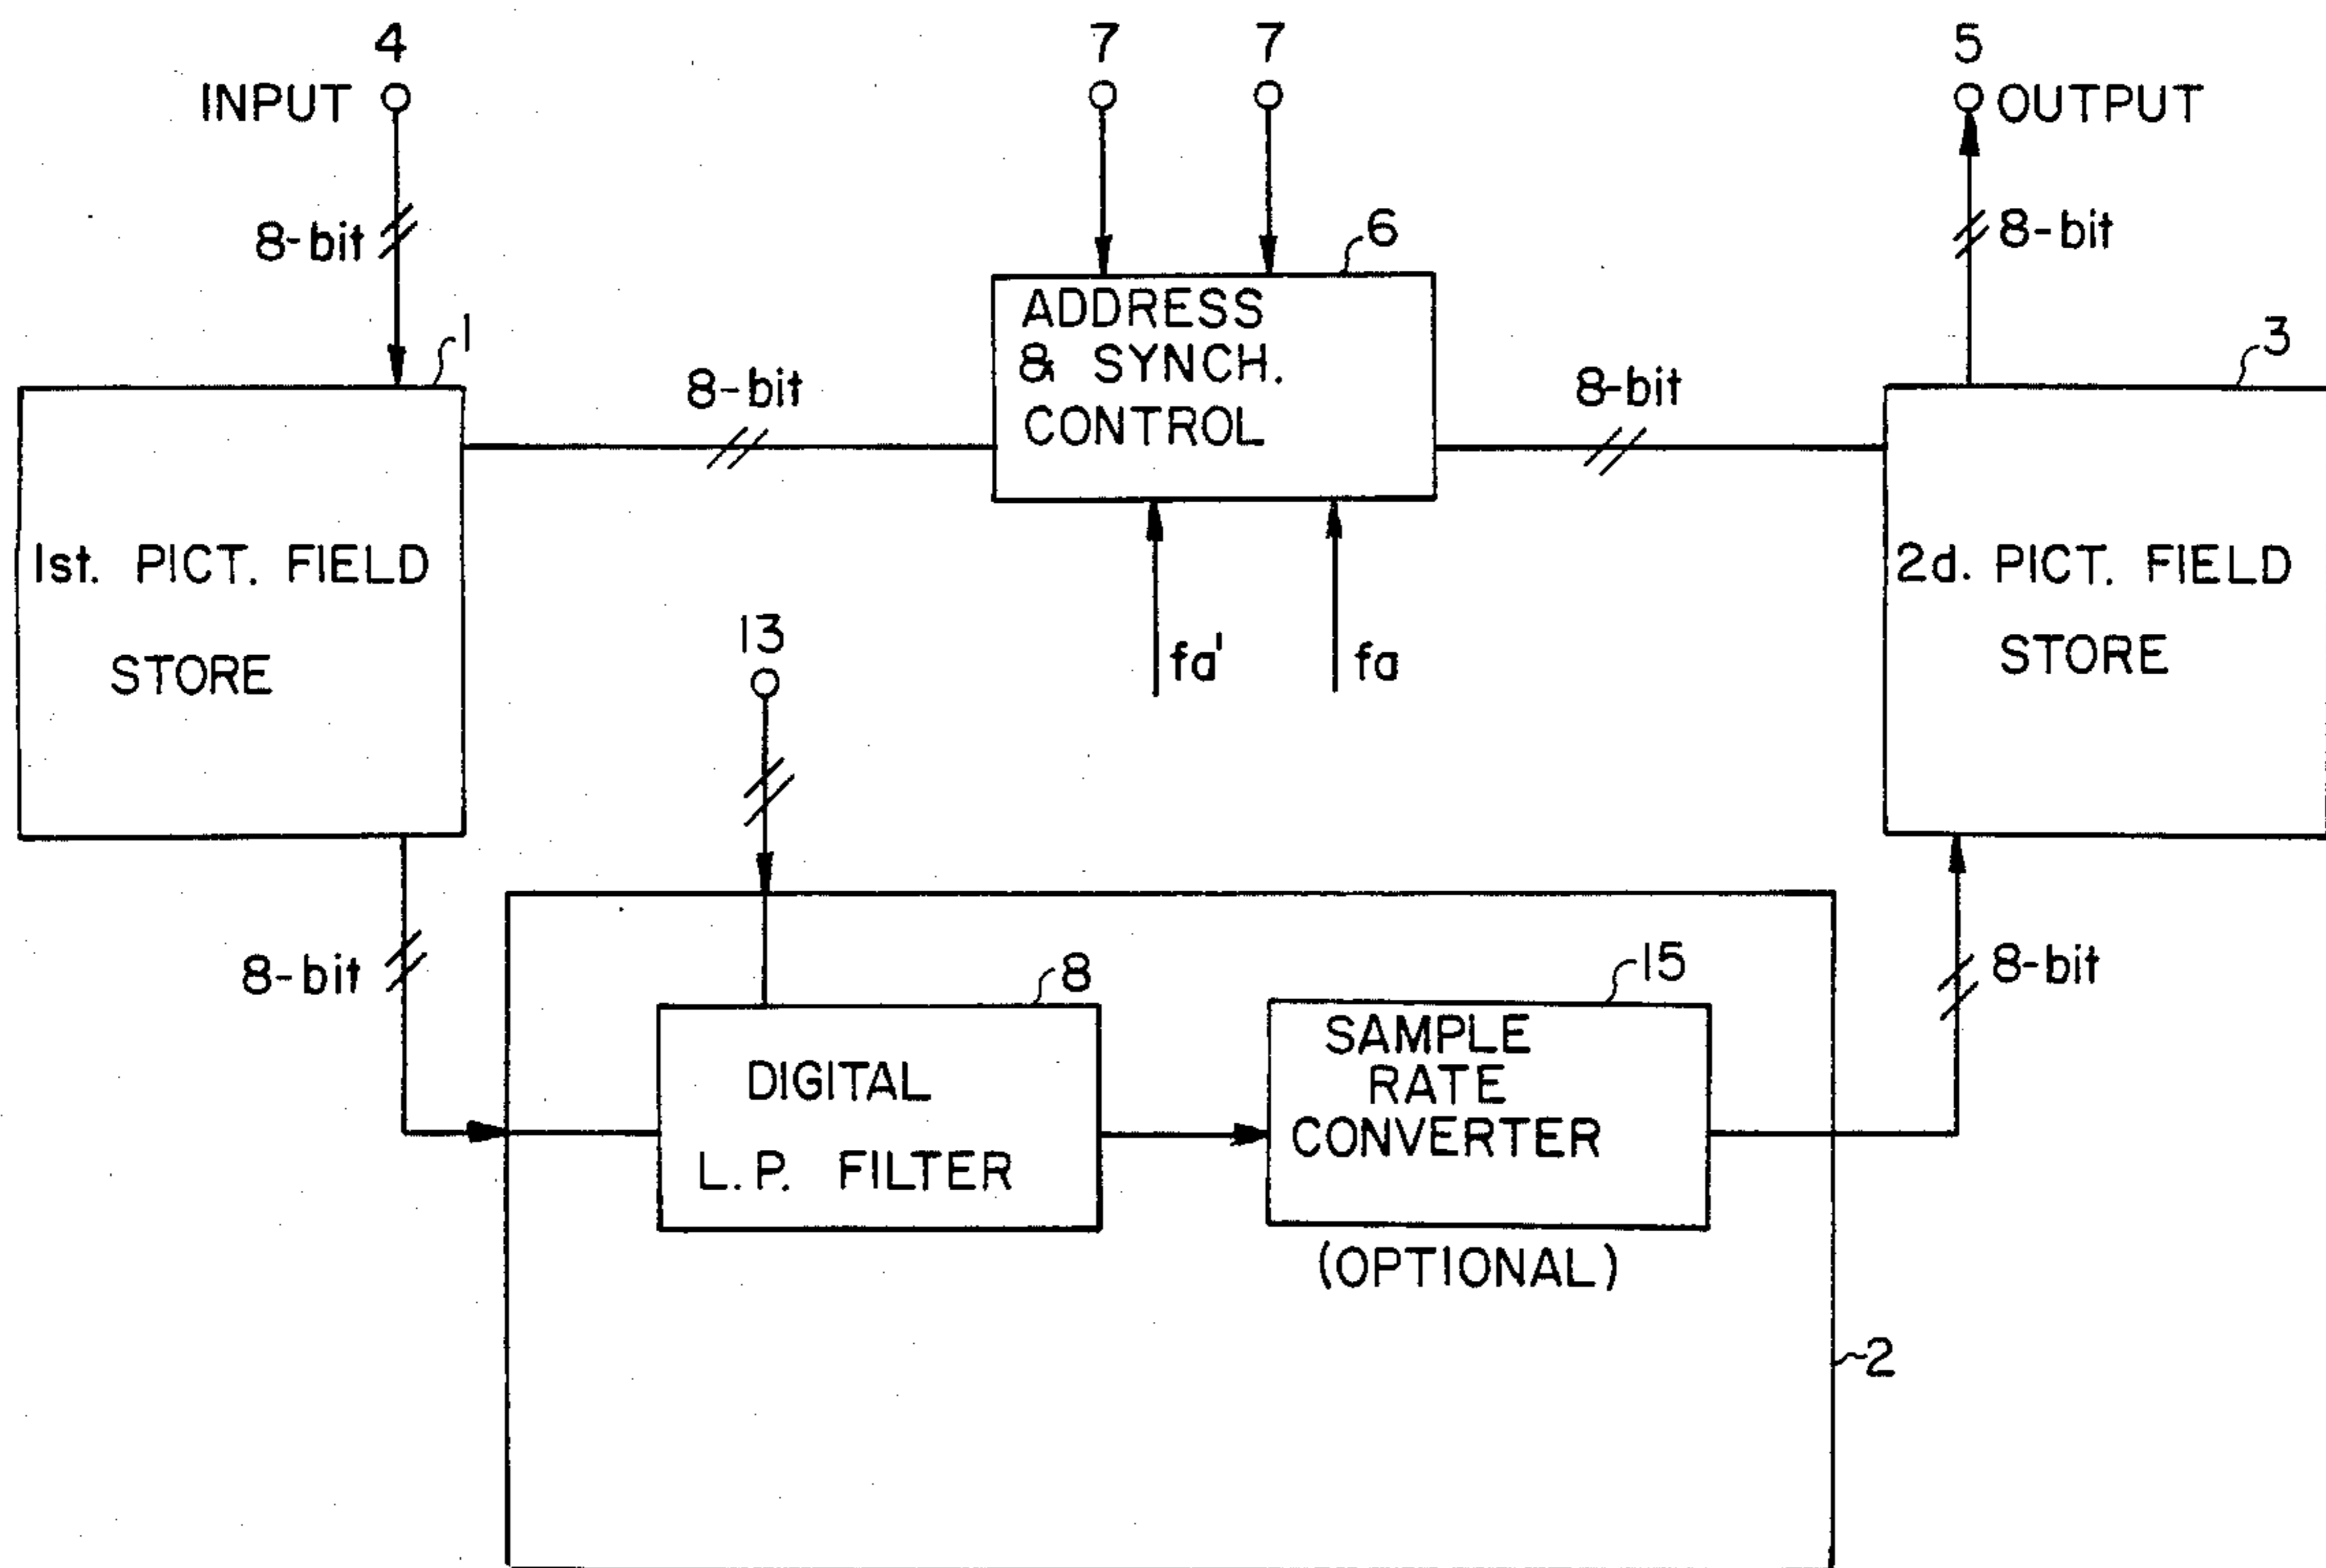 4
7
7
5
INPUT
OUTPUT
8-bit
6
8-bit
ADDRESS
& SYNCH.
CONTROL
1
8-bit
8-bit
3
1st. PICT. FIELD
STORE
2d. PICT. FIELD
STORE
13
fa'
fa
8-bit
8
15
8-bit
DIGITAL
L.P. FILTER
SAMPLE
RATE
CONVERTER
(OPTIONAL)
2